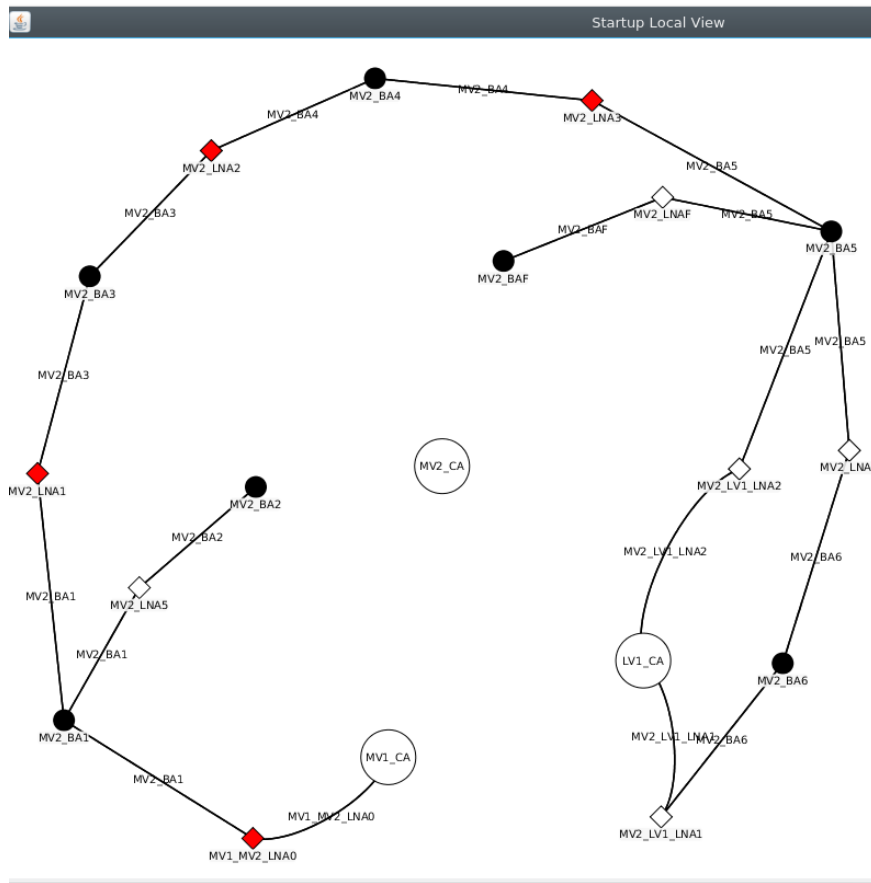 Startup Local View
MV2_BA4
MV2_BA4
MV2_BA4
MV2_LNA3
MV2_LNA2
MV2_BA5
MV2_BA3
MV2_LNAF
MV2_BA5
MV2_BAF
MV2_BA5
MV2_BAF
MV2_BA3
MV2_BA5
MV2_BA5
MV2_BA3
MV2_CA
MV2_LNA
MV2_LV1_LNA2
MV2_LNA1
MV2_BA2
MV2_BA2
MV2_LV1_LNA2
MV2_BA6
MV2_BA1
MV2_LNA5
MV2_BA1
LV1_CA
MV2_BA6
MV2_BA1
MV2_LV1_LNA1
MV2_BA6
MV1_CA
MV2_BA1
MV1_MV2_LNA0
MV2_LV1_LNA1
MV1_MV2_LNA0